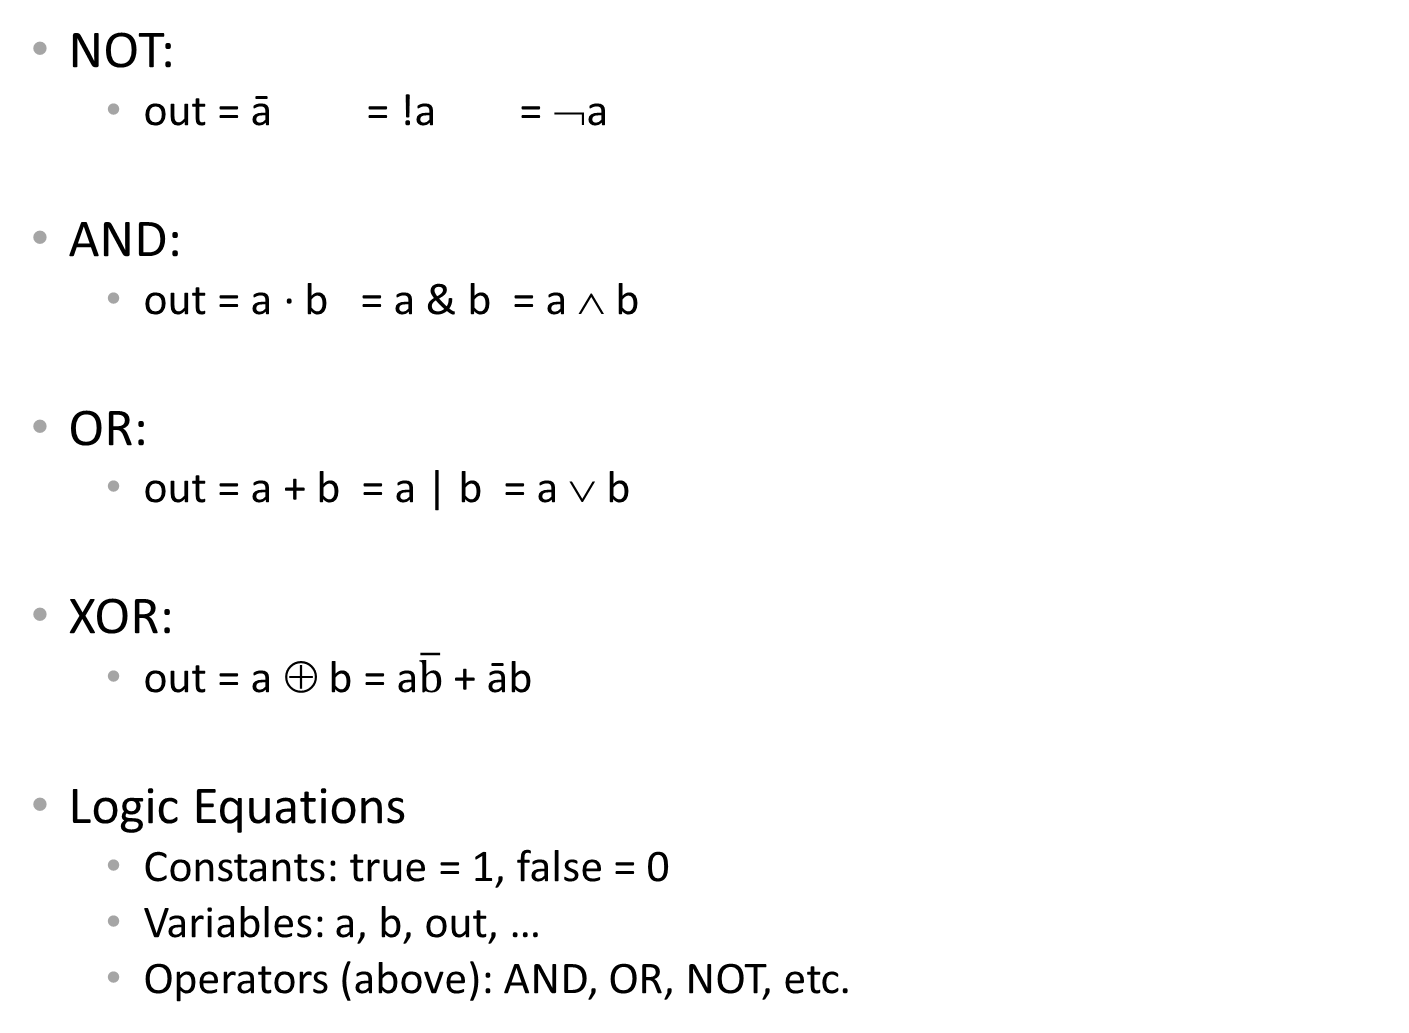 • NOT:
• out = ā = !a = ¬a
• AND:
• out = a · b = a & b = a ∧ b
• OR:
• out = a + b = a | b = a ∨ b
• XOR:
• out = a ⊕ b = ab̅ + āb
• Logic Equations
• Constants: true = 1, false = 0
• Variables: a, b, out, …
• Operators (above): AND, OR, NOT, etc.